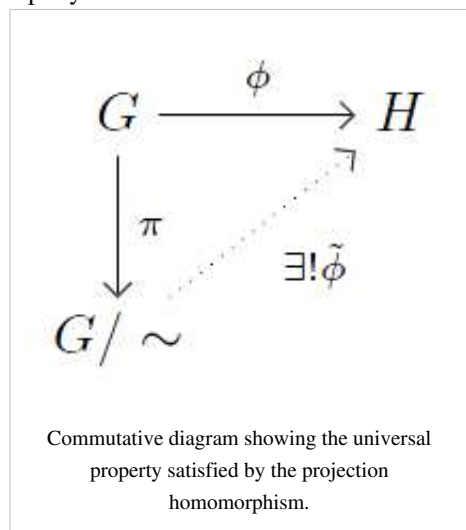 ϕ
G H
π
∃!ϕ̃
G/ ∼
Commutative diagram showing the universal
property satisfied by the projection
homomorphism.